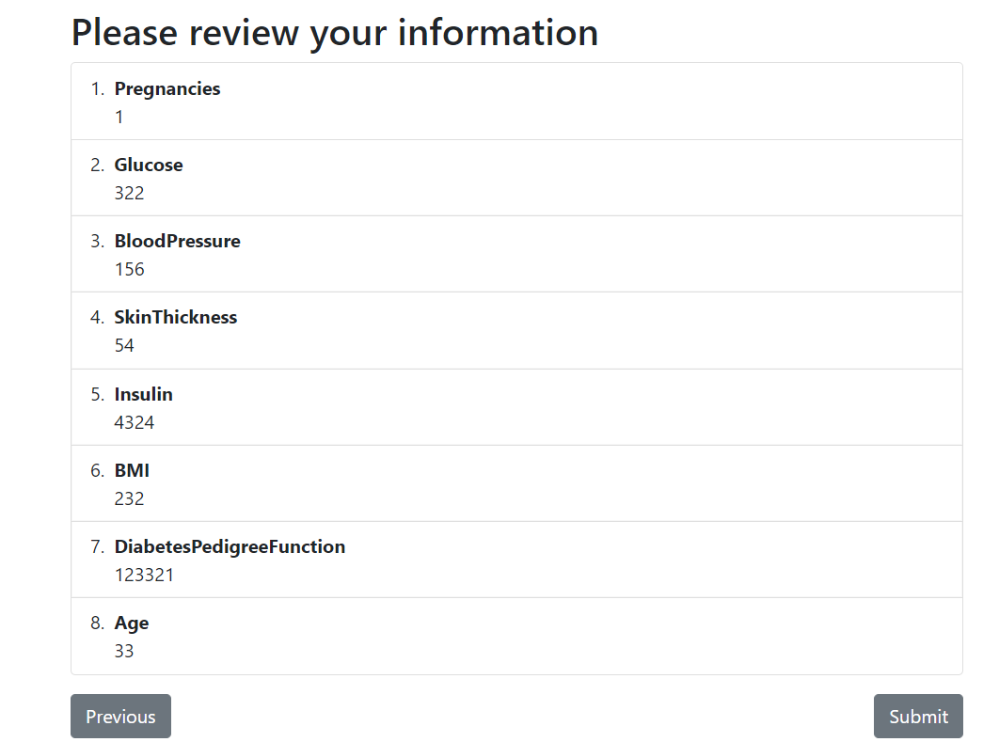 Please review your information
1. Pregnancies
1
2. Glucose
322
3. BloodPressure
156
4. SkinThickness
54
5. Insulin
4324
6. BMI
232
7. DiabetesPedigreeFunction
123321
8. Age
33
Previous Submit